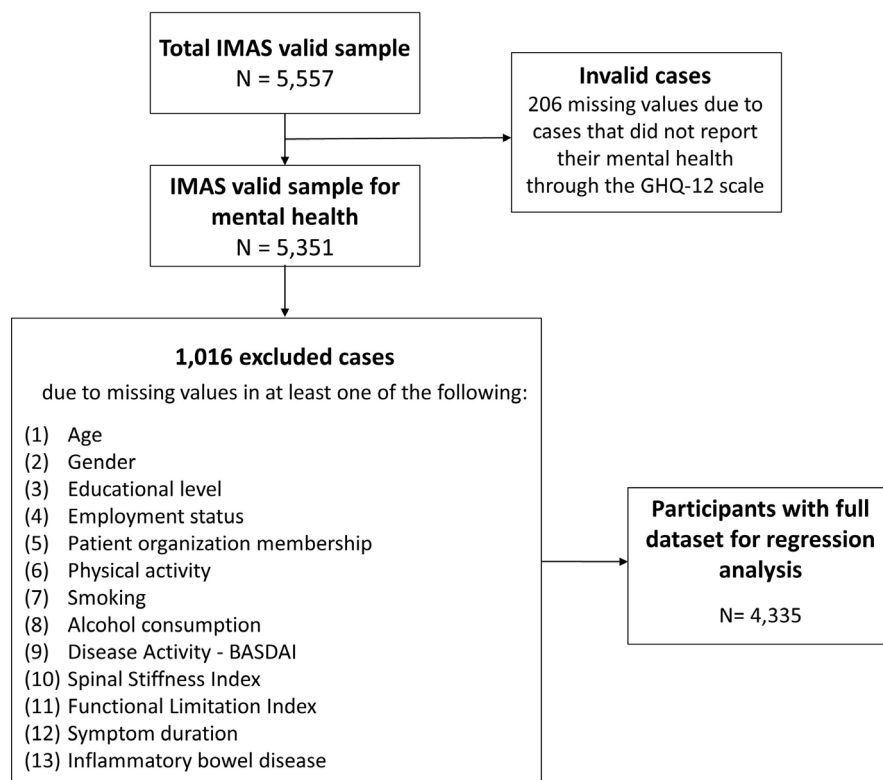 Total IMAS valid sample
N = 5,557
Invalid cases
206 missing values due to
cases that did not report
their mental health
through the GHQ-12 scale
IMAS valid sample for
mental health
N = 5,351
1,016 excluded cases
due to missing values in at least one of the following:
(1) Age
(2) Gender
(3) Educational level
(4) Employment status
(5) Patient organization membership
(6) Physical activity
(7) Smoking
(8) Alcohol consumption
(9) Disease Activity - BASDAI
(10) Spinal Stiffness Index
(11) Functional Limitation Index
(12) Symptom duration
(13) Inflammatory bowel disease
Participants with full
dataset for regression
analysis
N= 4,335